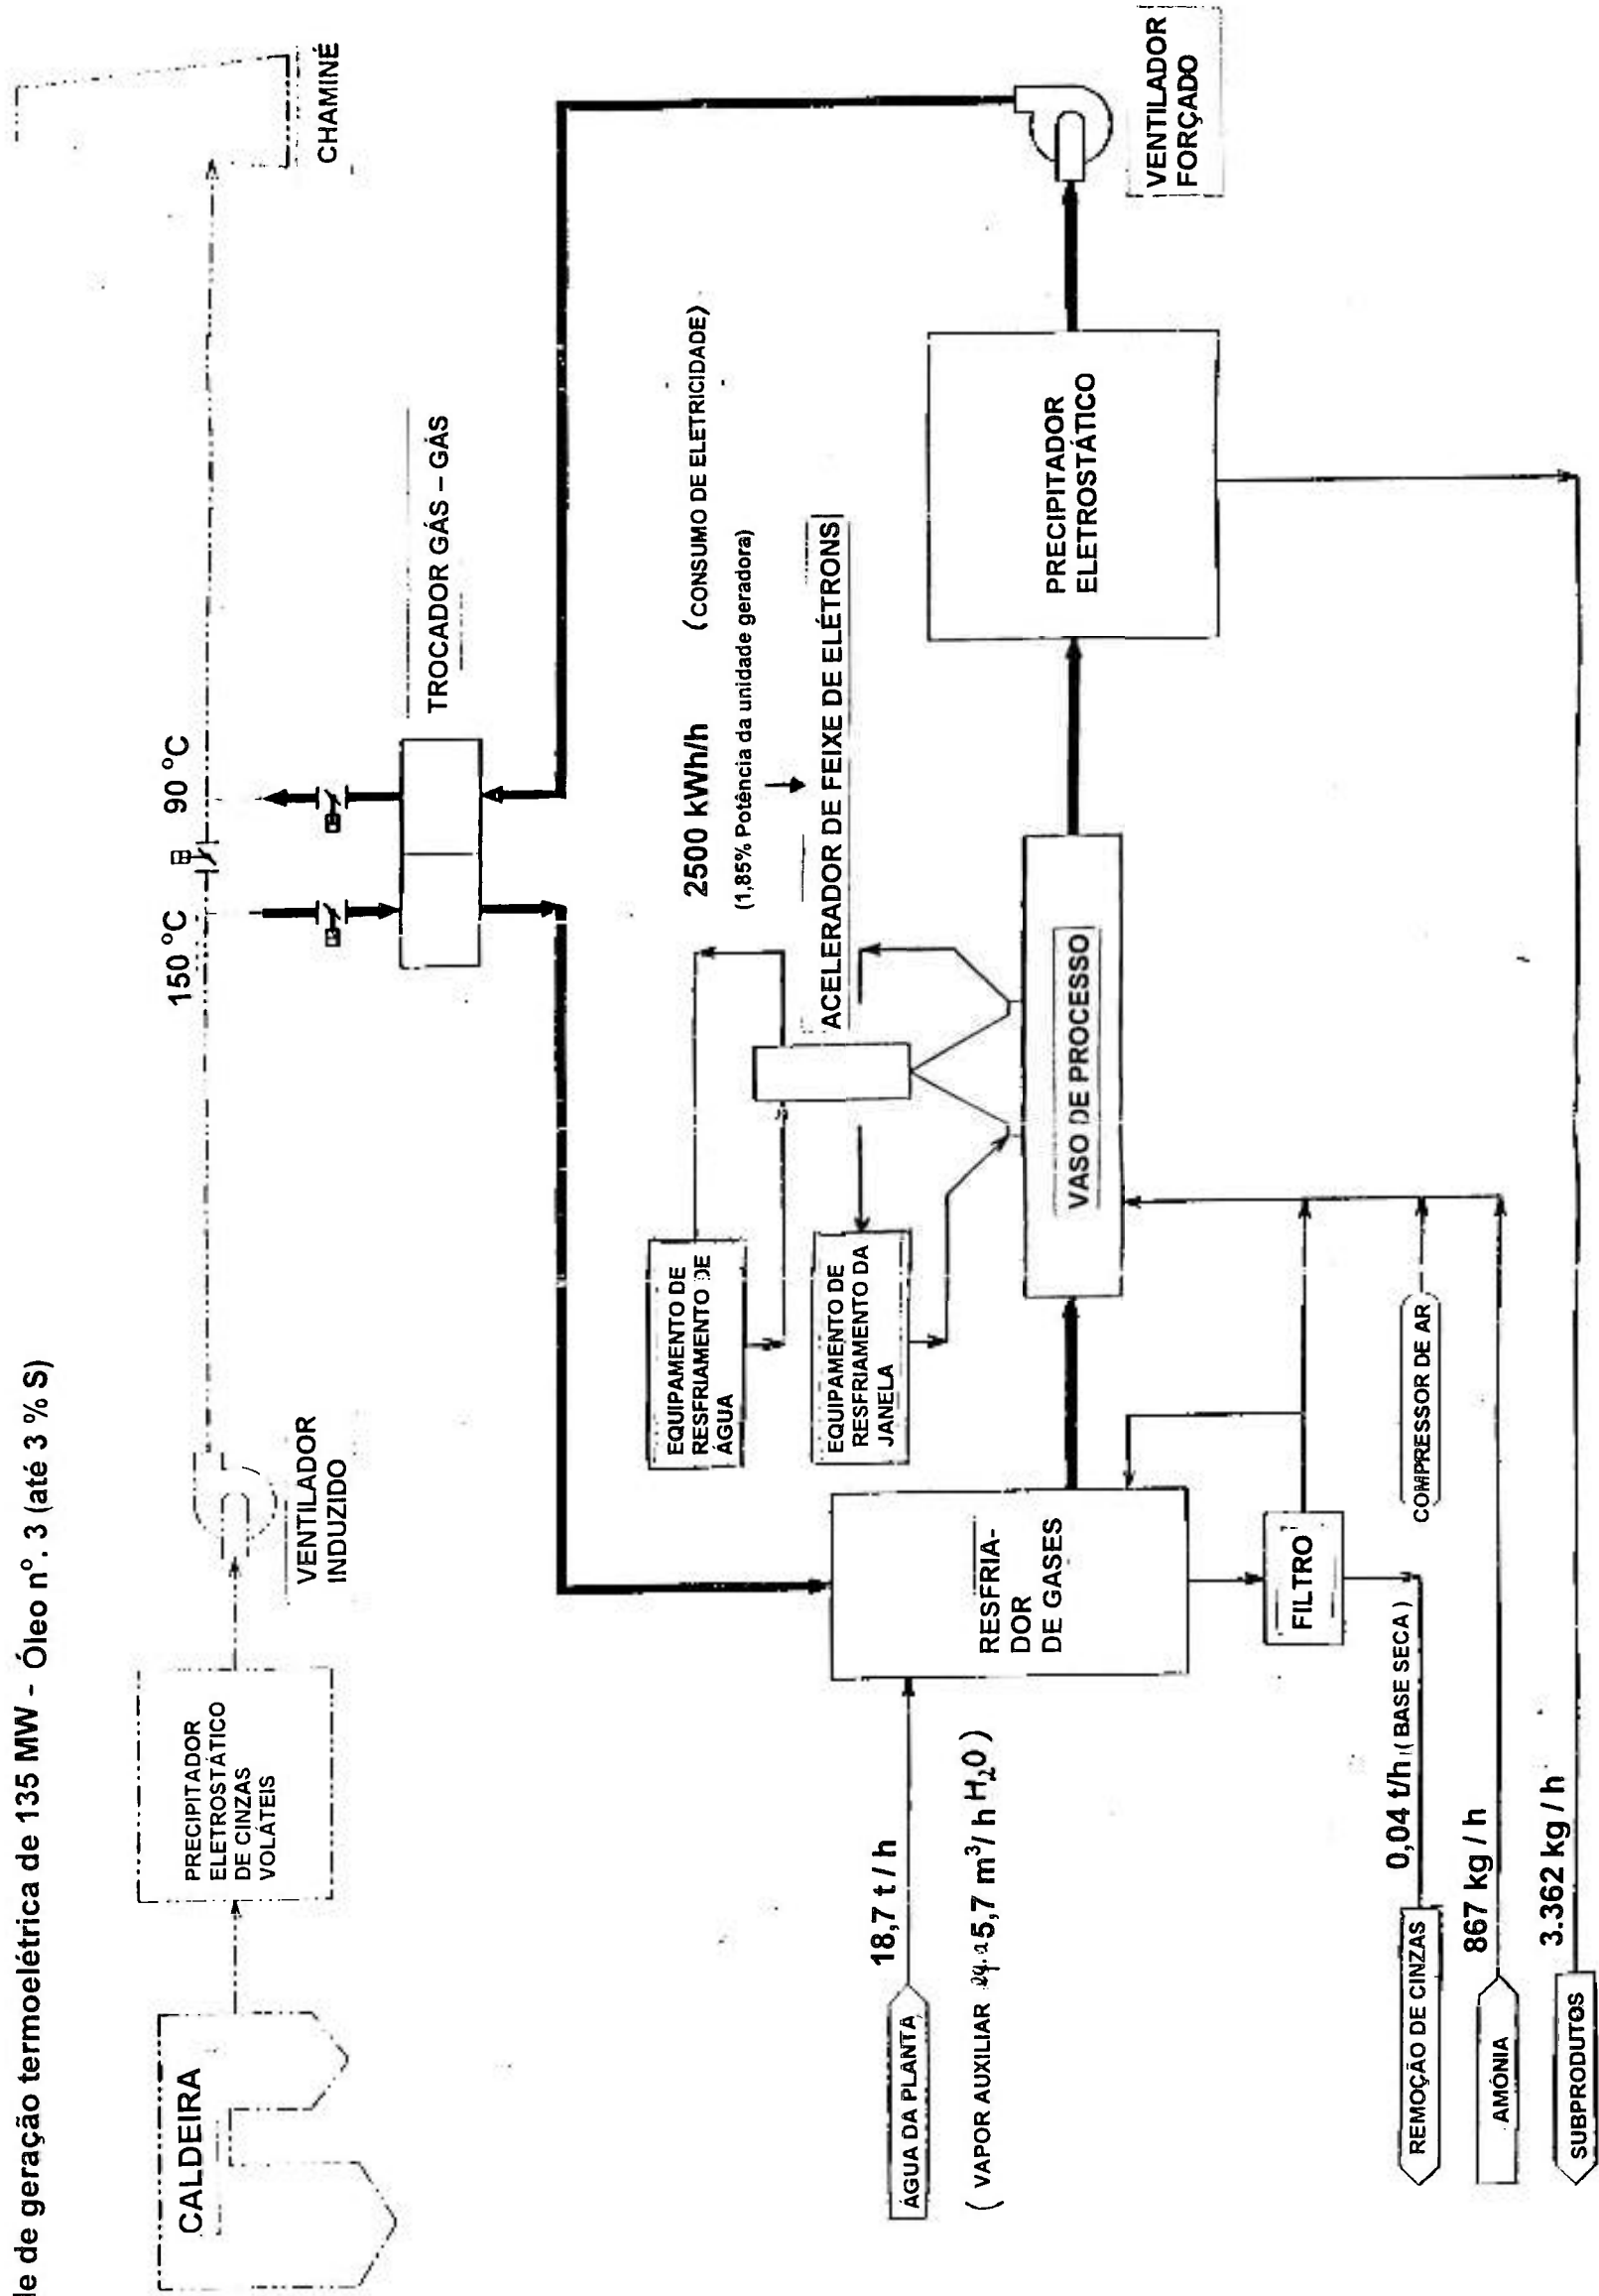 de geração termoelétrica de 135 MW - Óleo nº. 3 (até 3 % S)
CALDEIRA
PRECIPITADOR
ELETROSTÁTICO
DE CINZAS
VOLÁTEIS
VENTILADOR
INDUZIDO
150 °C
90 °C
CHAMINÉ
TROCADOR GÁS – GÁS
2500 kWh/h
(CONSUMO DE ELETRICIDADE)
(1,85% Potência da unidade geradora)
ACELERADOR DE FEIXE DE ELÉTRONS
EQUIPAMENTO DE
RESFRIAMENTO DE
ÁGUA
EQUIPAMENTO DE
RESFRIAMENTO DA
JANELA
18,7 t / h
ÁGUA DA PLANTA
( VAPOR AUXILIAR eq. a 5,7 m³/ h H₂O )
RESFRIA-
DOR
DE GASES
VASO DE PROCESSO
PRECIPITADOR
ELETROSTÁTICO
VENTILADOR
FORÇADO
FILTRO
COMPRESSOR DE AR
0,04 t/h ( BASE SECA )
REMOÇÃO DE CINZAS
867 kg / h
AMÔNIA
3.362 kg / h
SUBPRODUTOS